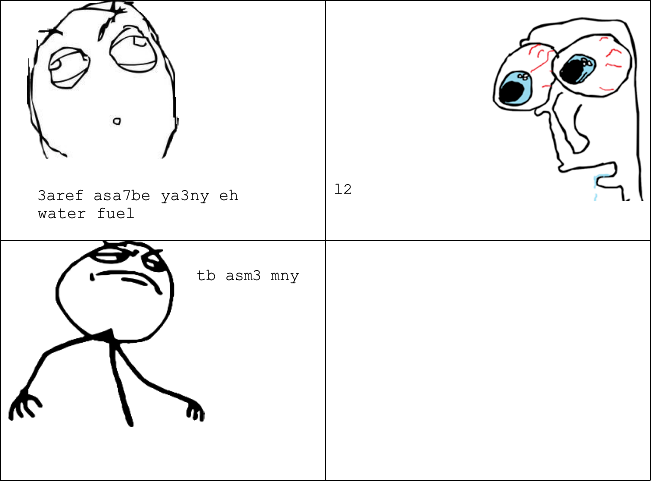 3aref asa7be ya3ny eh
water fuel
l2
tb asm3 mny